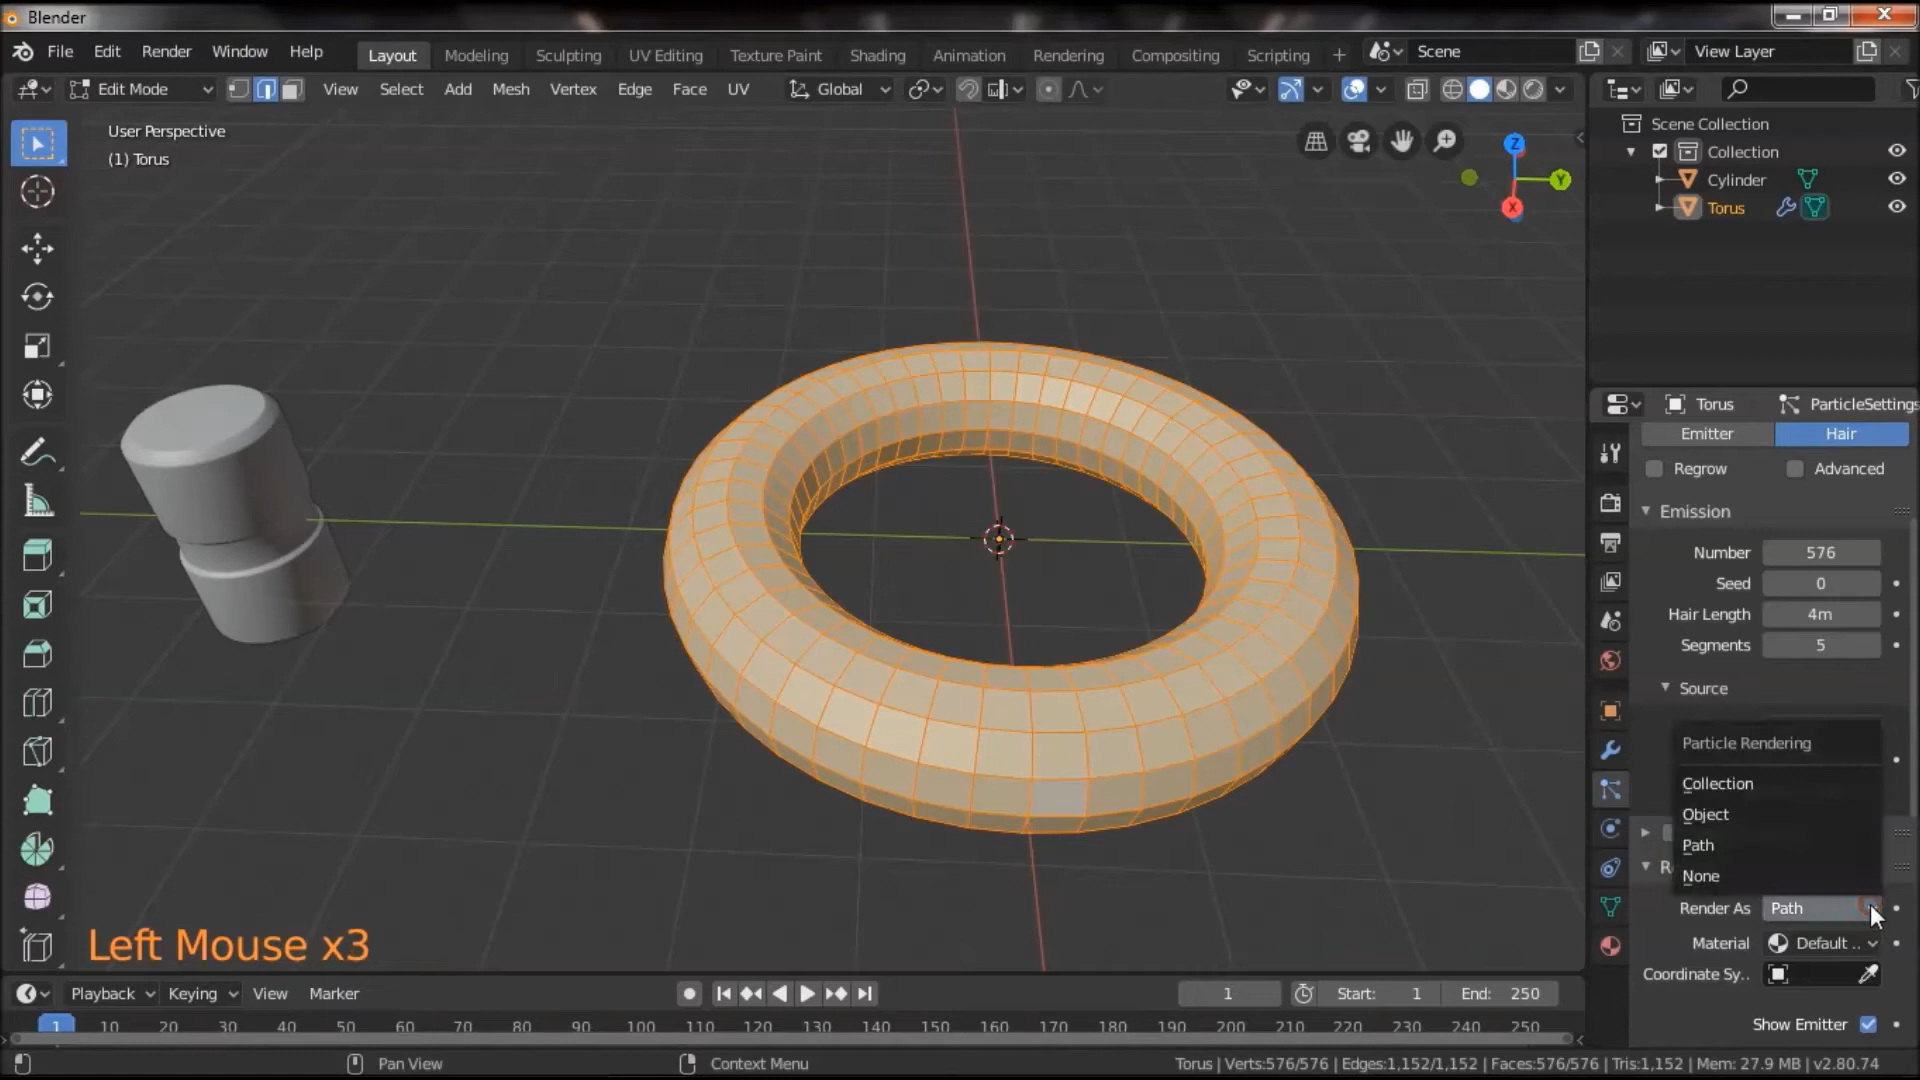 Blender
File Edit Render Window Help Layout Modeling Sculpting UV Editing Texture Paint Shading Animation Rendering Compositing Scripting + Scene View Layer
Edit Mode View Select Add Mesh Vertex Edge Face UV Global
User Perspective
(1) Torus
Z
Y
X
Scene Collection
Collection
Cylinder
Torus
Torus ParticleSettings
Emitter Hair
Regrow Advanced
Emission
Number 576
Seed 0
Hair Length 4m
Segments 5
Source
Particle Rendering
Collection
Object
Path
None
Render As Path
Material Default ..
Coordinate Sy..
Show Emitter
Left Mouse x3
Playback Keying View Marker 1 Start: 1 End: 250
1 10 20 30 40 50 60 70 80 90 100 110 120 130 140 150 160 170 180 190 200 210 220 230 240 250
Pan View Context Menu Torus | Verts:576/576 | Edges:1,152/1,152 | Faces:576/576 | Tris:1,152 | Mem: 27.9 MB | v2.80.74